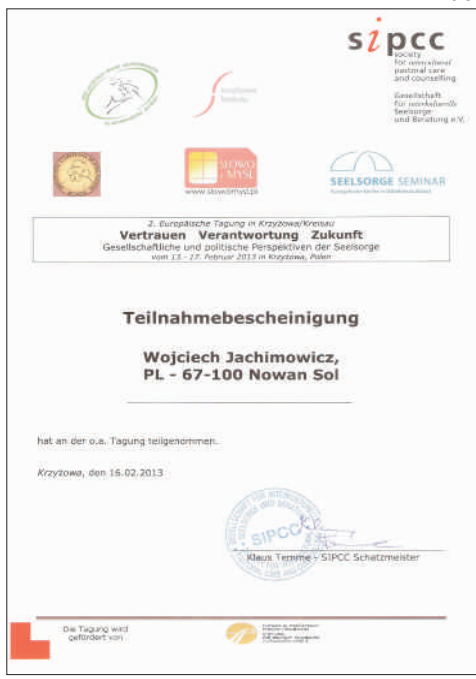 sipcc
society
for intercultural
pastoral care
and counselling
Gesellschaft
für interkulturelle
Seelsorge
und Beratung e.V.
SŁOWO
I MYŚL
www.slowoimysl.pl
SEELSORGE SEMINAR
2. Europäische Tagung in Krzyżowa/Kreisau
Vertrauen Verantwortung Zukunft
Gesellschaftliche und politische Perspektiven der Seelsorge
vom 13.- 17. Februar 2013 in Krzyżowa, Polen
Teilnahmebescheinigung
Wojciech Jachimowicz,
PL - 67-100 Nowan Sol
hat an der o.a. Tagung teilgenommen.
Krzyżowa, den 16.02.2013
SIPCC
Klaus Temme - SIPCC Schatzmeister
Die Tagung wird
gefördert von